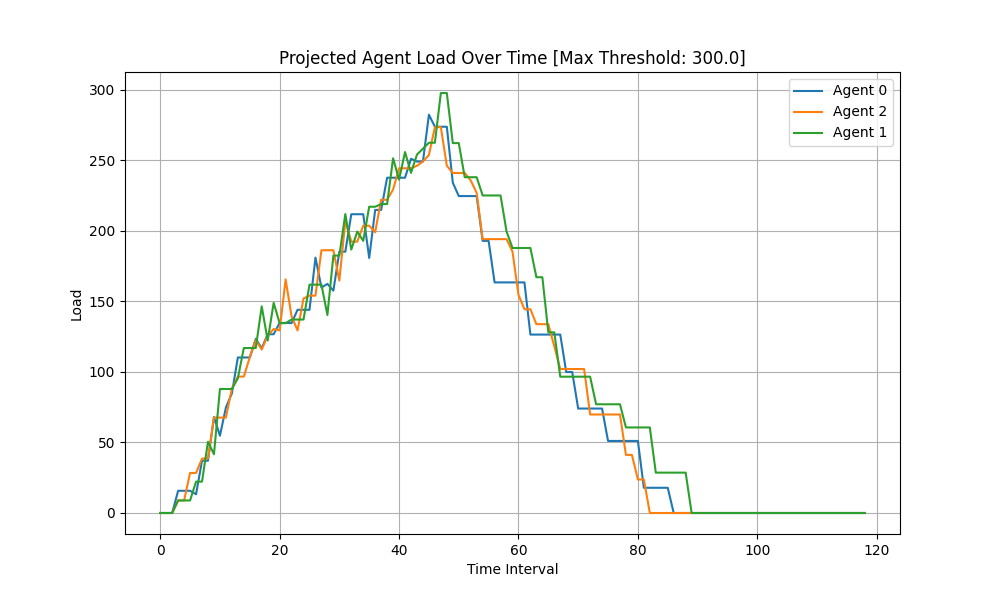 Projected Agent Load Over Time [Max Threshold: 300.0]
Agent 0
Agent 2
Agent 1
300
250
200
150
100
50
0
Load
0 20 40 60 80 100 120
Time Interval